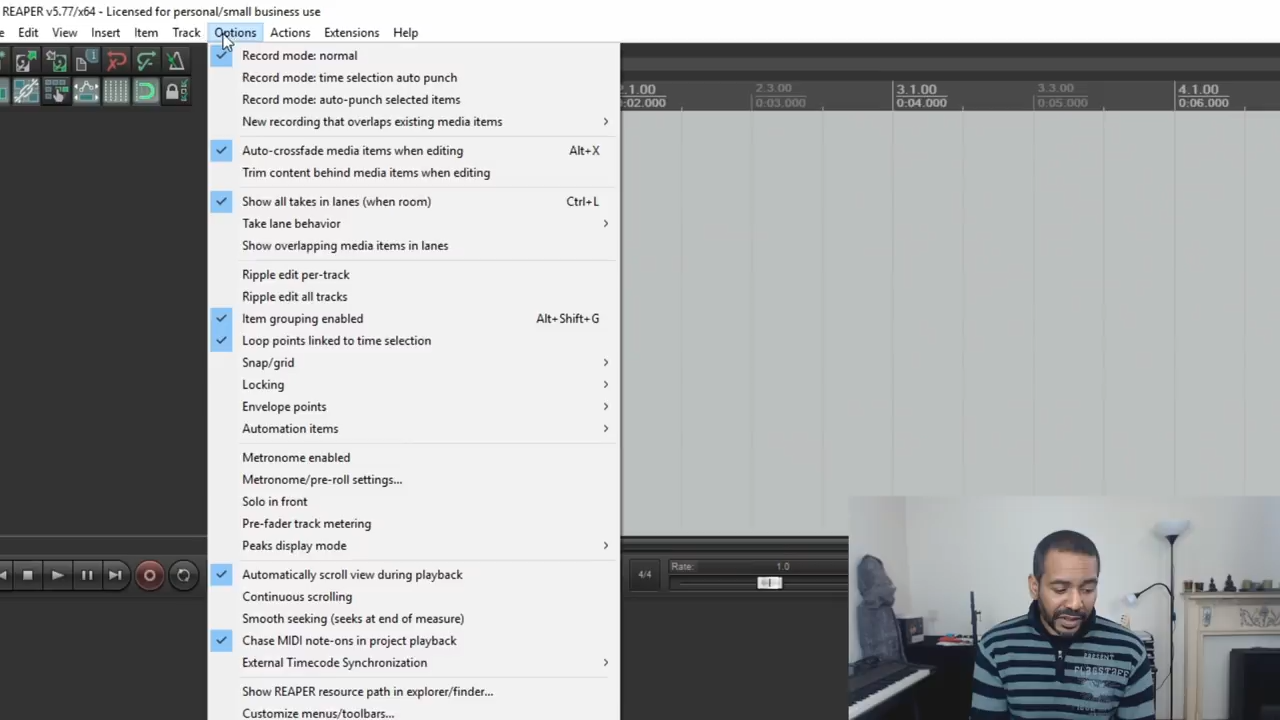 REAPER v5.77/x64 - Licensed for personal/small business use
e Edit View Insert Item Track Options Actions Extensions Help
Record mode: normal
Record mode: time selection auto punch
Record mode: auto-punch selected items
New recording that overlaps existing media items
Auto-crossfade media items when editing Alt+X
Trim content behind media items when editing
Show all takes in lanes (when room) Ctrl+L
Take lane behavior
Show overlapping media items in lanes
Ripple edit per-track
Ripple edit all tracks
Item grouping enabled Alt+Shift+G
Loop points linked to time selection
Snap/grid
Locking
Envelope points
Automation items
Metronome enabled
Metronome/pre-roll settings...
Solo in front
Pre-fader track metering
Peaks display mode
Automatically scroll view during playback
Continuous scrolling
Smooth seeking (seeks at end of measure)
Chase MIDI note-ons in project playback
External Timecode Synchronization
Show REAPER resource path in explorer/finder...
Customize menus/toolbars...
.1.00 2.3.00 3.1.00 3.3.00 4.1.00
:02.000 0:03.000 0:04.000 0:05.000 0:06.000
4/4
Rate: 1.0
FLAGSTAFF